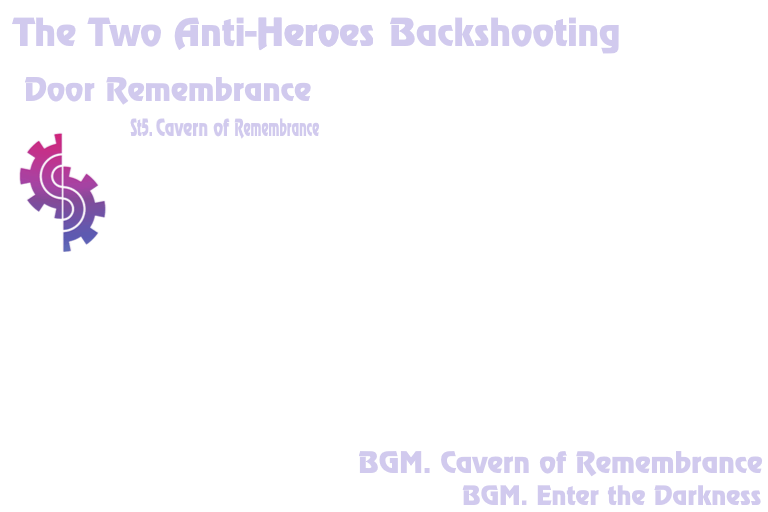 The Two Anti-Heroes Backshooting
Door Remembrance
St5. Cavern of Remembrance
BGM. Cavern of Remembrance
BGM. Enter the Darkness